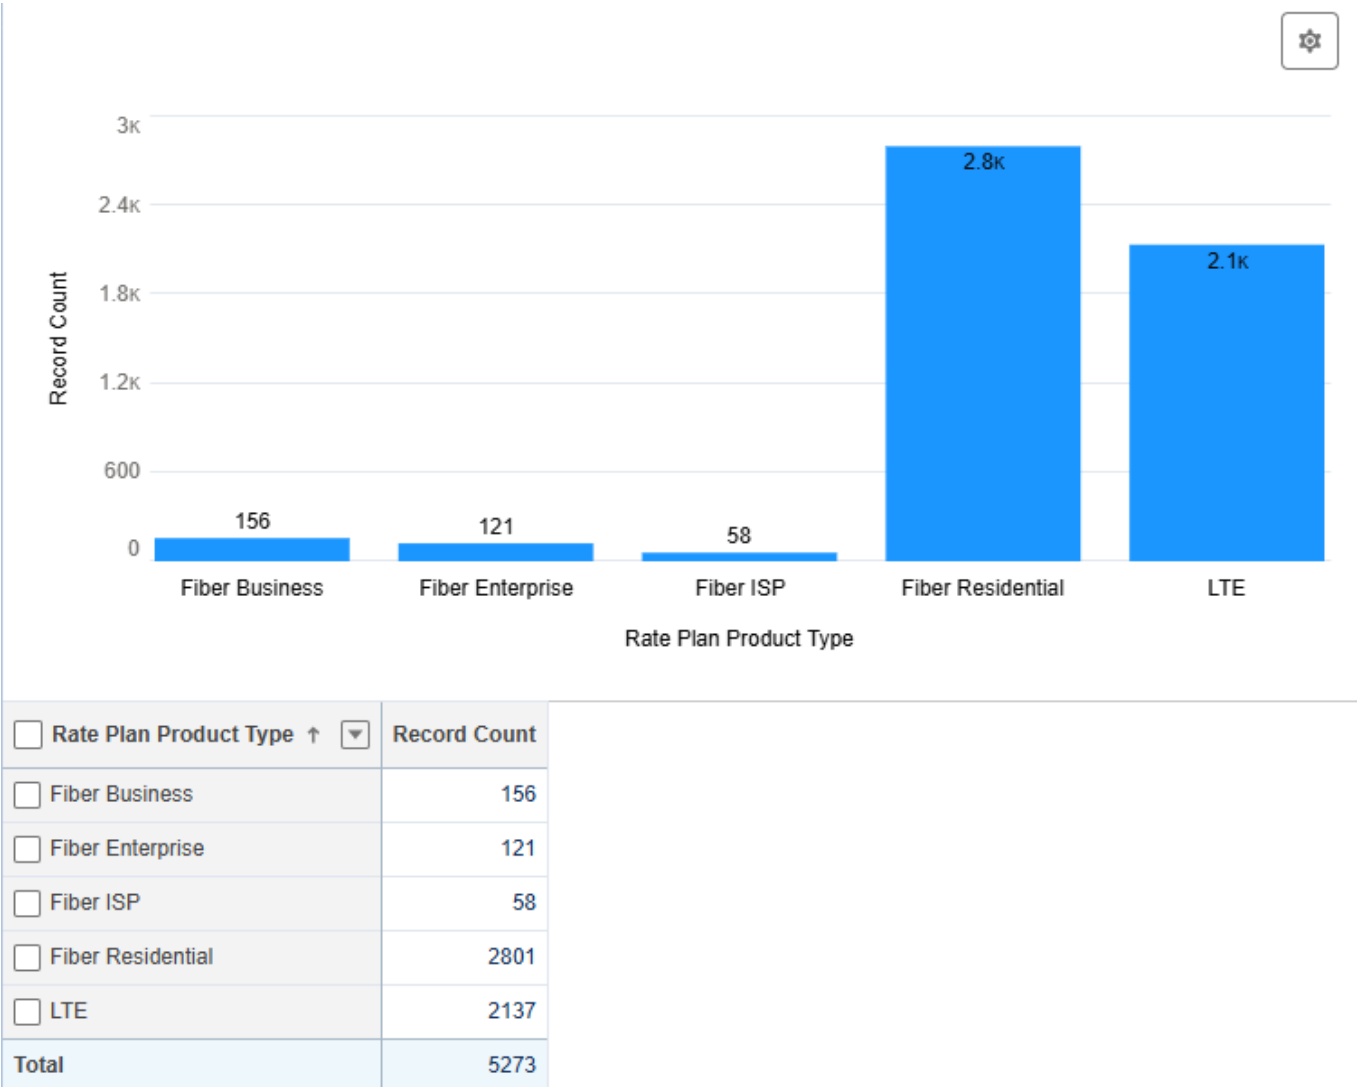 3K
2.4K
1.8K
1.2K
600
0
Record Count
156
121
58
2.8K
2.1K
Fiber Business
Fiber Enterprise
Fiber ISP
Fiber Residential
LTE
Rate Plan Product Type
Rate Plan Product Type ↑ Record Count
Fiber Business 156
Fiber Enterprise 121
Fiber ISP 58
Fiber Residential 2801
LTE 2137
Total 5273